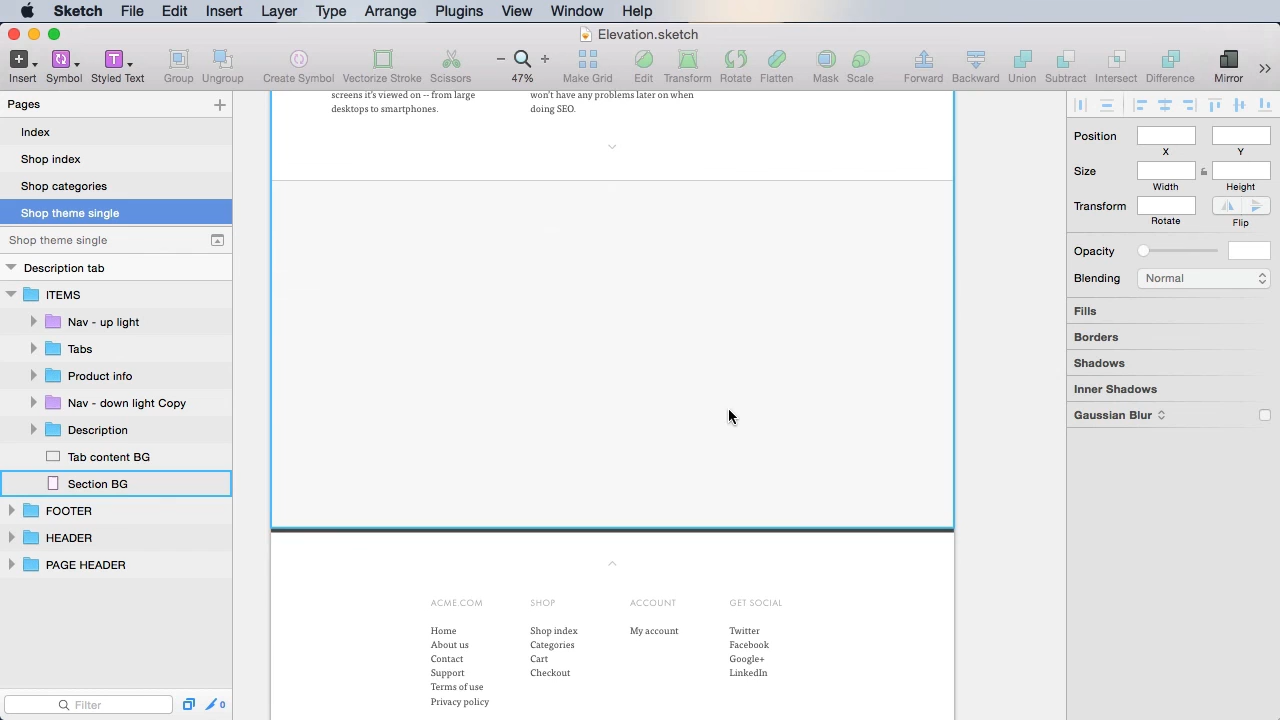 Sketch File Edit Insert Layer Type Arrange Plugins View Window Help
Elevation.sketch
Insert Symbol Styled Text Group Ungroup Create Symbol Vectorize Stroke Scissors 47% Make Grid Edit Transform Rotate Flatten Mask Scale Forward Backward Union Subtract Intersect Difference Mirror
Pages
Index
Shop index
Shop categories
Shop theme single
Shop theme single
Description tab
ITEMS
Nav - up light
Tabs
Product info
Nav - down light Copy
Description
Tab content BG
Section BG
FOOTER
HEADER
PAGE HEADER
Filter
0
screens it's viewed on -- from large
desktops to smartphones.
won't have any problems later on when
doing SEO.
ACME.COM
Home
About us
Contact
Support
Terms of use
Privacy policy
SHOP
Shop index
Categories
Cart
Checkout
ACCOUNT
My account
GET SOCIAL
Twitter
Facebook
Google+
LinkedIn
Position
X Y
Size
Width Height
Transform
Rotate Flip
Opacity
Blending Normal
Fills
Borders
Shadows
Inner Shadows
Gaussian Blur